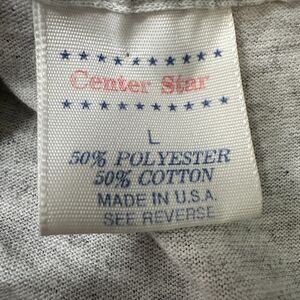 Center Star
L
50% POLYESTER
50% COTTON
MADE IN U.S.A.
SEE REVERSE